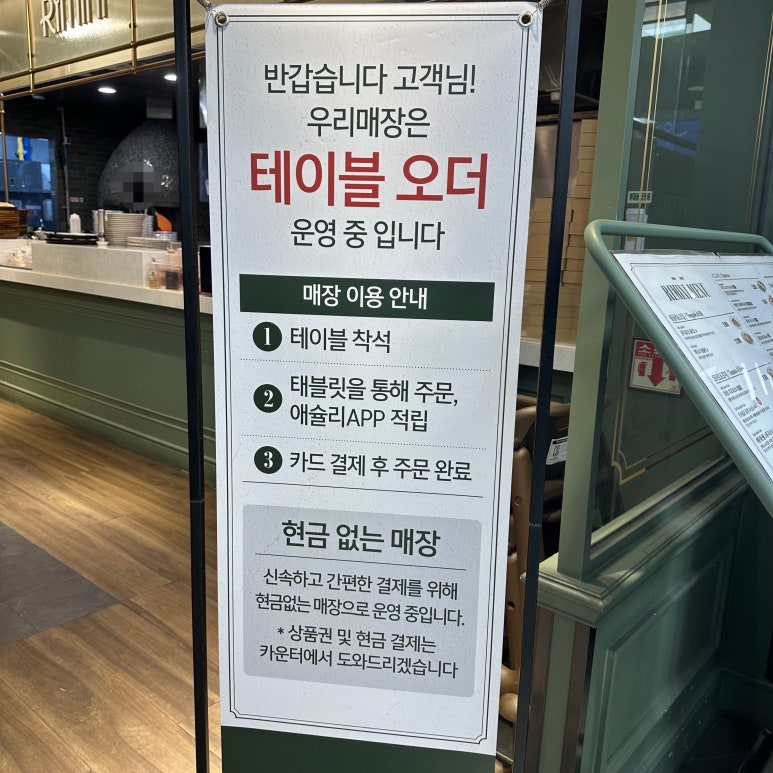 반갑습니다 고객님!
우리매장은
테이블 오더
운영 중 입니다
매장 이용 안내
1 테이블 착석
2 태블릿을 통해 주문,
애슐리APP 적립
3 카드 결제 후 주문 완료
현금 없는 매장
신속하고 간편한 결제를 위해
현금없는 매장으로 운영 중입니다.
* 상품권 및 현금 결제는
카운터에서 도와드리겠습니다
RIMINI MENU